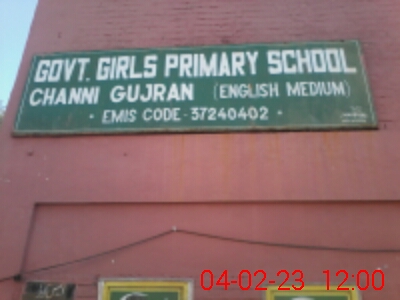 GOVT. GIRLS PRIMARY SCHOOL
CHANNI GUJRAN (ENGLISH MEDIUM)
EMIS CODE - 37240402
04-02-23 12:00